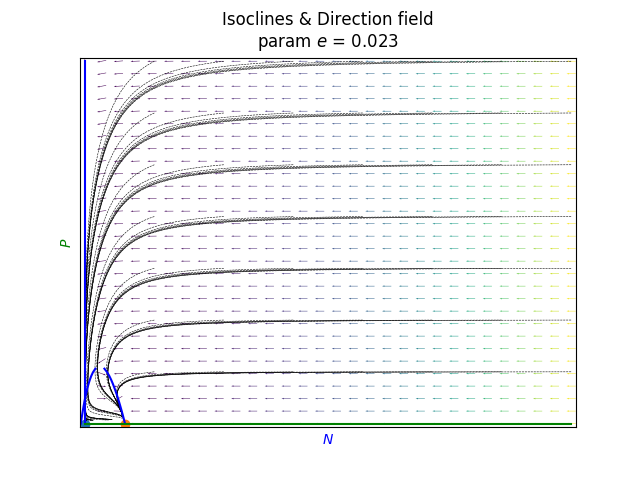 Isoclines & Direction field
param e = 0.023
P
N